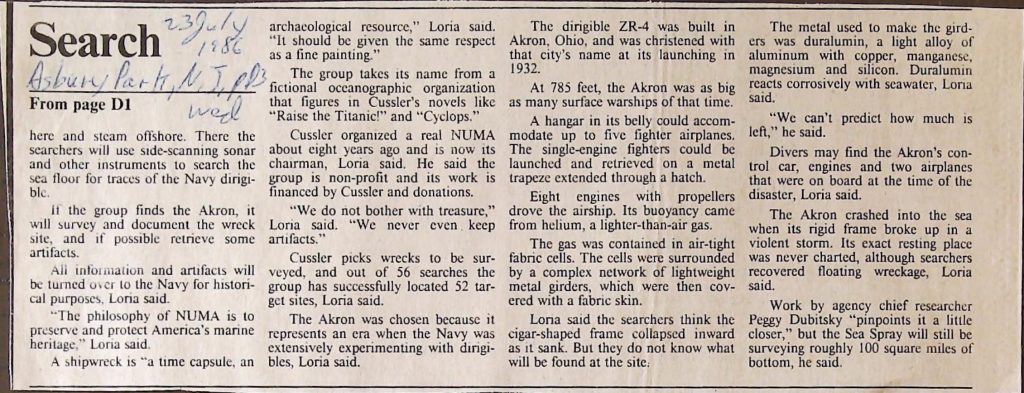 Search
23 July
1986
Asbury Park, N.J., pD3
wed
From page D1
here and steam offshore. There the
searchers will use side-scanning sonar
and other instruments to search the
sea floor for traces of the Navy dirigi-
ble.
If the group finds the Akron, it
will survey and document the wreck
site, and if possible retrieve some
artifacts.
All information and artifacts will
be turned over to the Navy for histori-
cal purposes, Loria said.
"The philosophy of NUMA is to
preserve and protect America's marine
heritage," Loria said.
A shipwreck is "a time capsule, an
archaeological resource," Loria said.
"It should be given the same respect
as a fine painting."
The group takes its name from a
fictional oceanographic organization
that figures in Cussler's novels like
"Raise the Titanic!" and "Cyclops."
Cussler organized a real NUMA
about eight years ago and is now its
chairman, Loria said. He said the
group is non-profit and its work is
financed by Cussler and donations.
"We do not bother with treasure,"
Loria said. "We never even keep
artifacts."
Cussler picks wrecks to be sur-
veyed, and out of 56 searches the
group has successfully located 52 tar-
get sites, Loria said.
The Akron was chosen because it
represents an era when the Navy was
extensively experimenting with dirigi-
bles, Loria said.
The dirigible ZR-4 was built in
Akron, Ohio, and was christened with
that city's name at its launching in
1932.
At 785 feet, the Akron was as big
as many surface warships of that time.
A hangar in its belly could accom-
modate up to five fighter airplanes.
The single-engine fighters could be
launched and retrieved on a metal
trapeze extended through a hatch.
Eight engines with propellers
drove the airship. Its buoyancy came
from helium, a lighter-than-air gas.
The gas was contained in air-tight
fabric cells. The cells were surrounded
by a complex network of lightweight
metal girders, which were then cov-
ered with a fabric skin.
Loria said the searchers think the
cigar-shaped frame collapsed inward
as it sank. But they do not know what
will be found at the site.
The metal used to make the gird-
ers was duralumin, a light alloy of
aluminum with copper, manganese,
magnesium and silicon. Duralumin
reacts corrosively with seawater, Loria
said.
"We can't predict how much is
left," he said.
Divers may find the Akron's con-
trol car, engines and two airplanes
that were on board at the time of the
disaster, Loria said.
The Akron crashed into the sea
when its rigid frame broke up in a
violent storm. Its exact resting place
was never charted, although searchers
recovered floating wreckage, Loria
said.
Work by agency chief researcher
Peggy Dubitsky "pinpoints it a little
closer," but the Sea Spray will still be
surveying roughly 100 square miles of
bottom, he said.